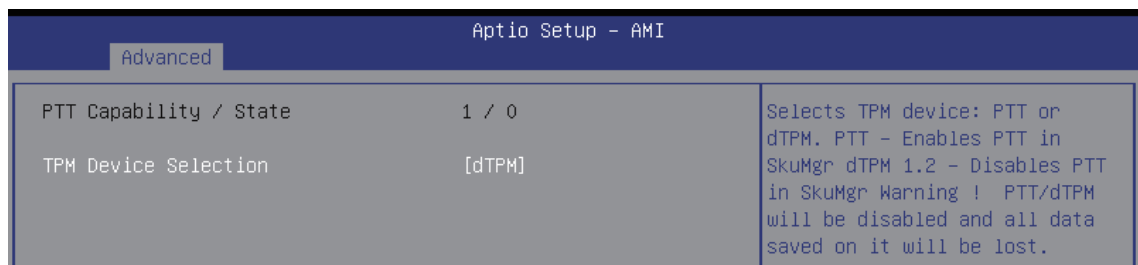 Aptio Setup – AMI
Advanced
PTT Capability / State 1 / 0
TPM Device Selection [dTPM]
Selects TPM device: PTT or
dTPM. PTT – Enables PTT in
SkuMgr dTPM 1.2 – Disables PTT
in SkuMgr Warning ! PTT/dTPM
will be disabled and all data
saved on it will be lost.